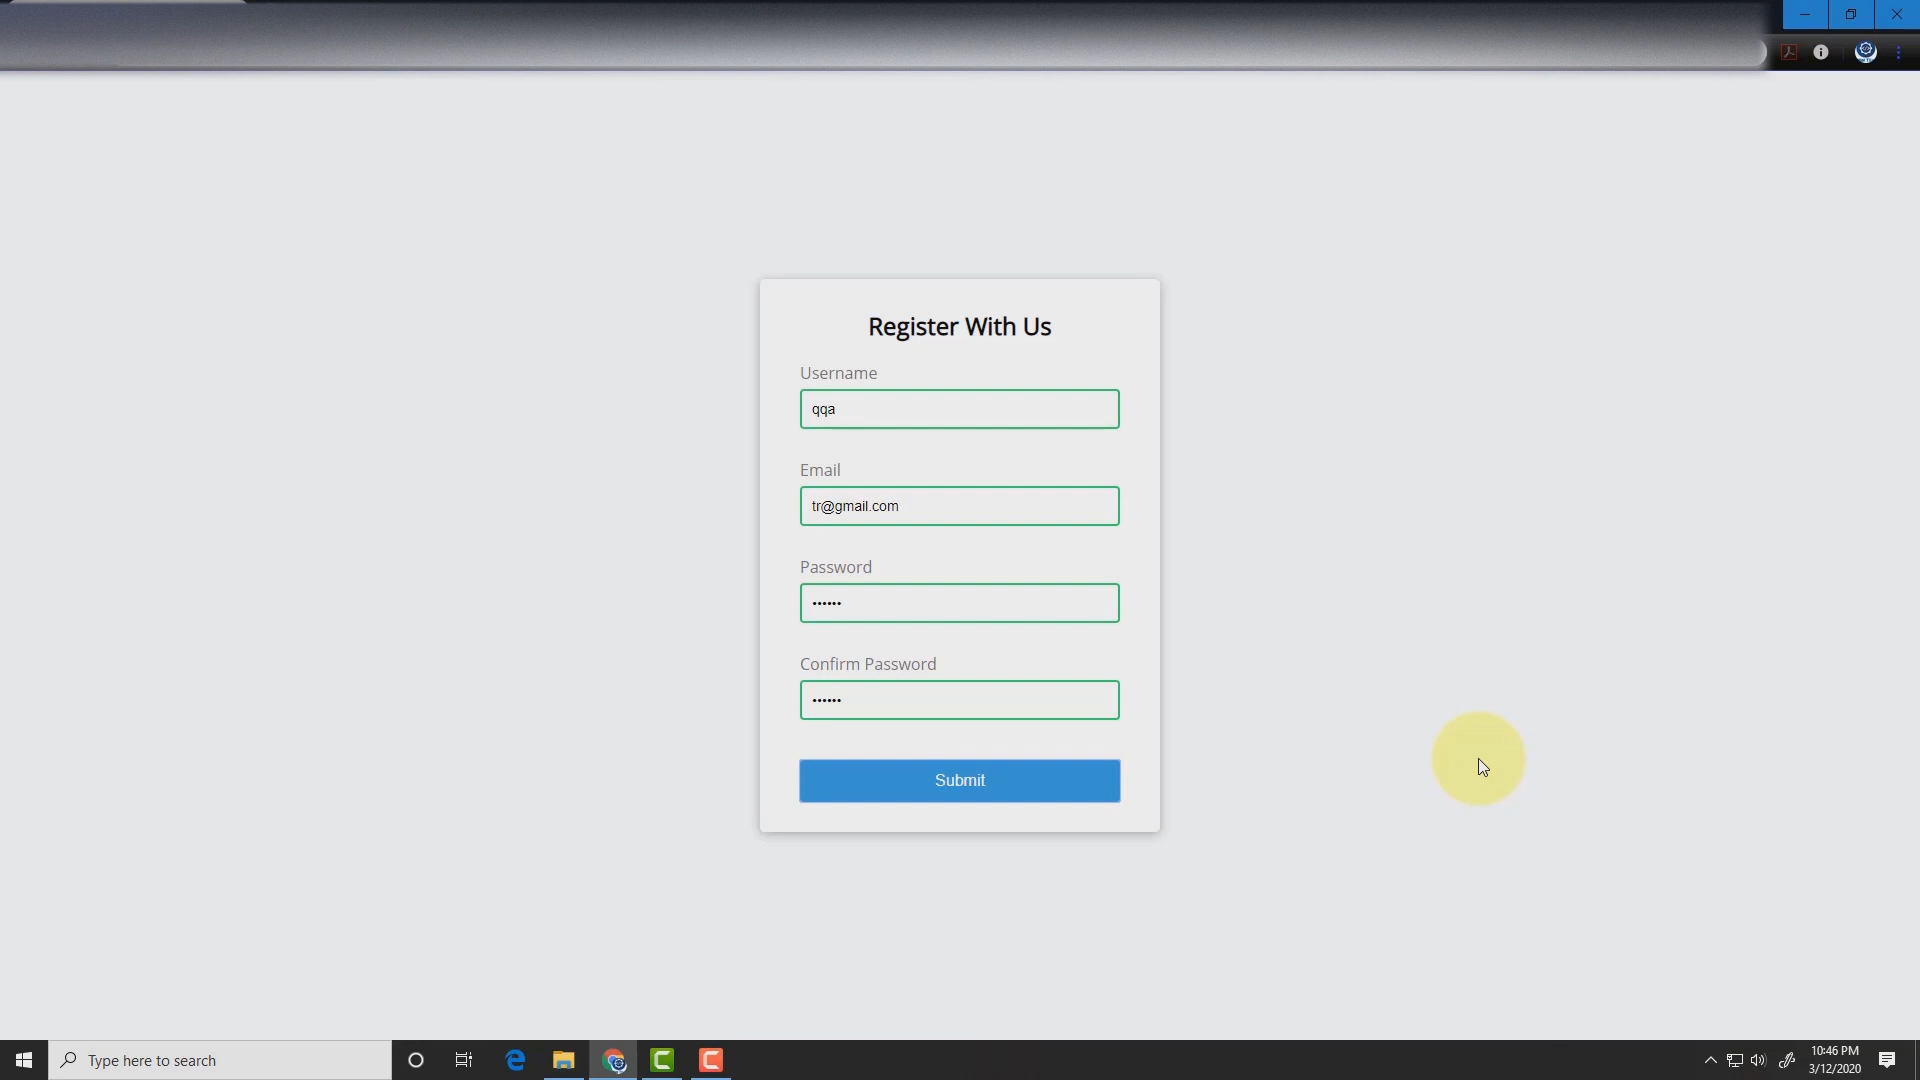 Register With Us
Username
qqa
Email
tr@gmail.com
Password
••••••
Confirm Password
••••••
Submit
Type here to search
10:46 PM
3/12/2020